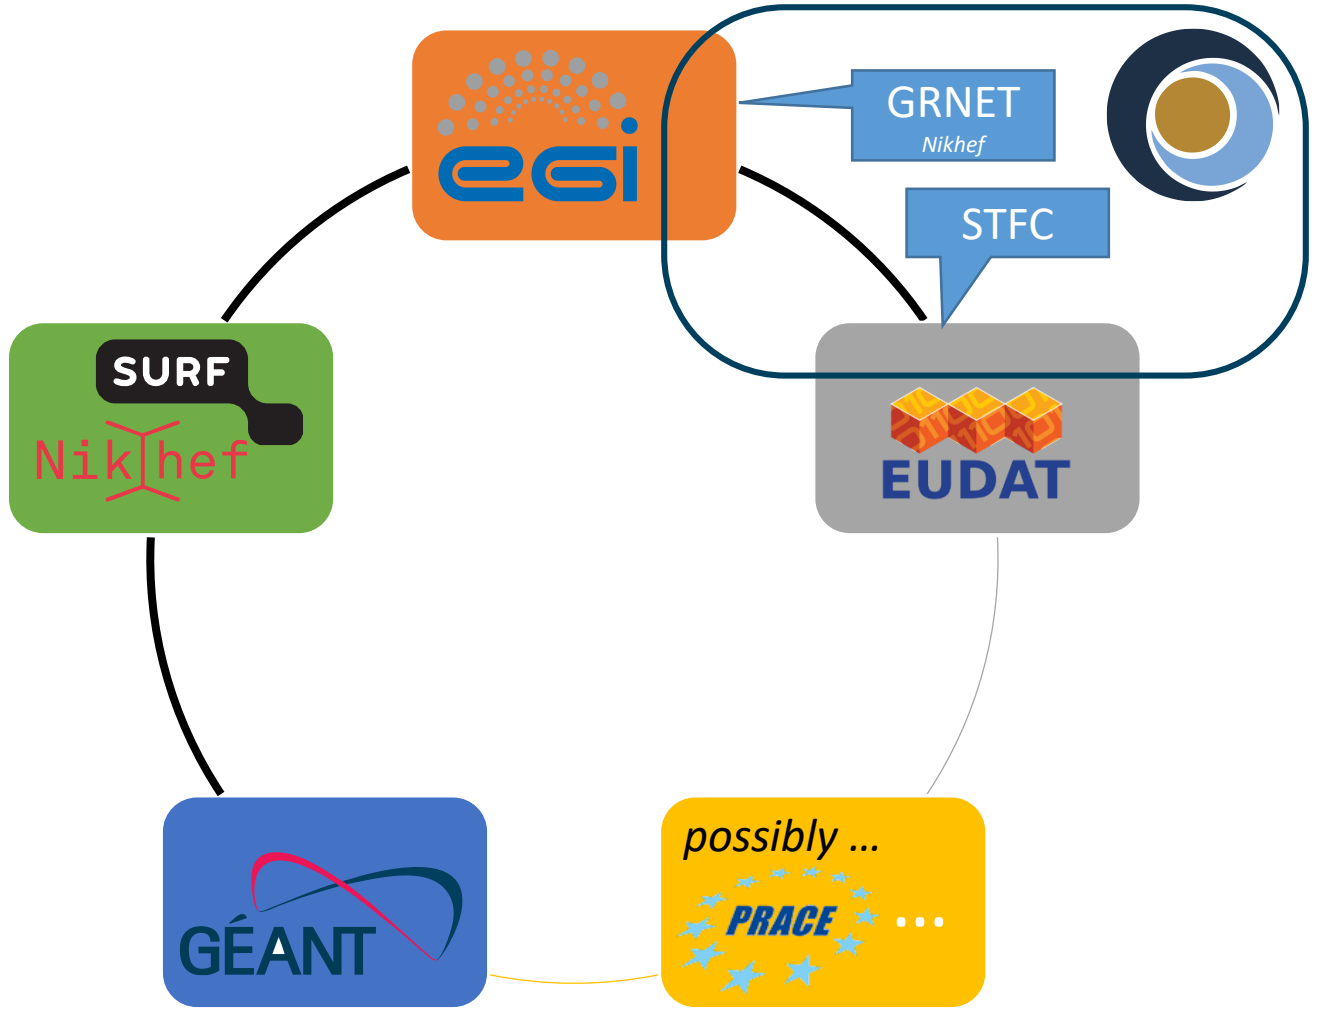 egi
GRNET
Nikhef
STFC
SURF
Nikhef
EUDAT
GÉANT
possibly ...
PRACE
...